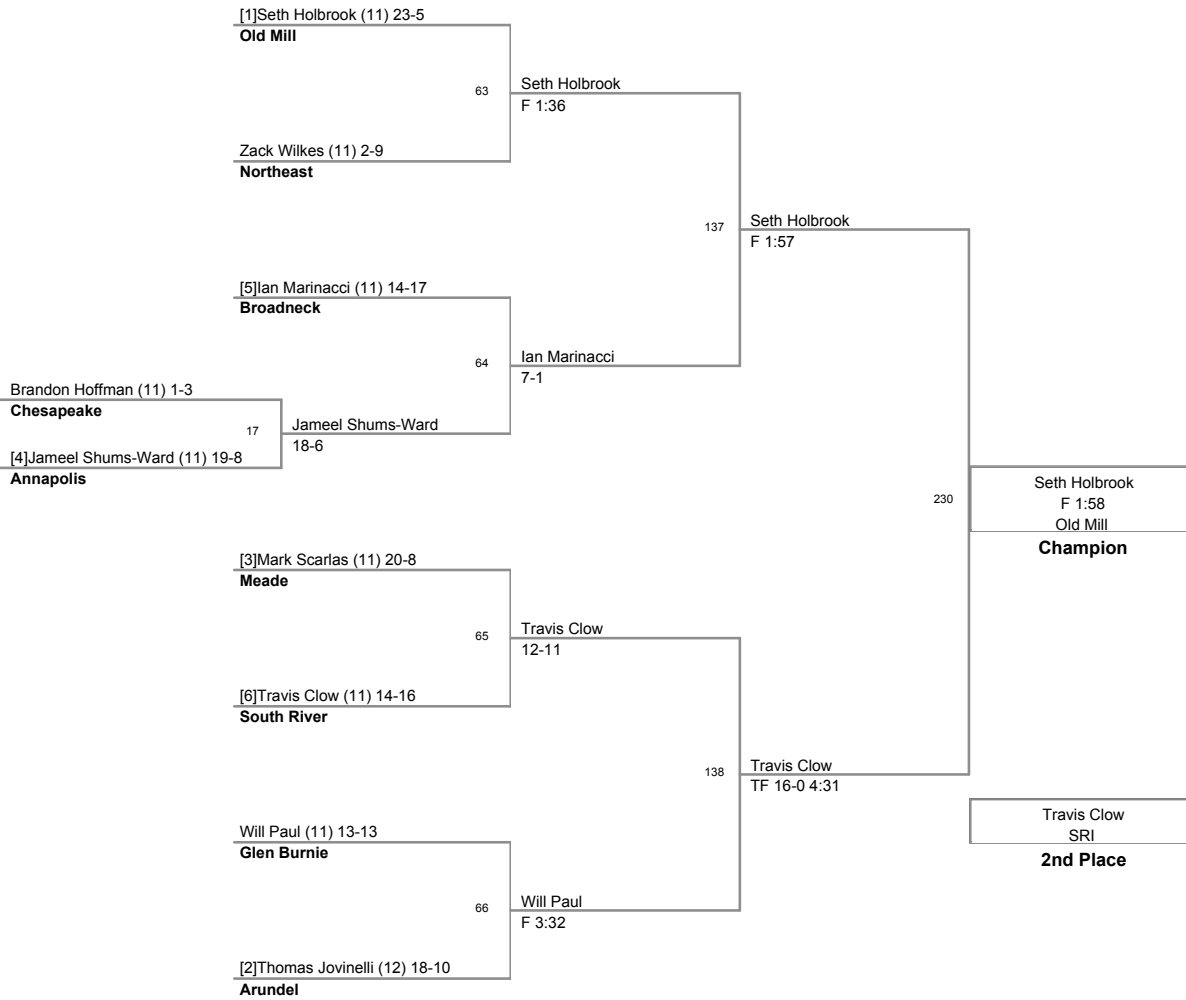 [1]Seth Holbrook (11) 23-5
Old Mill
63
Seth Holbrook
F 1:36
Zack Wilkes (11) 2-9
Northeast
137
Seth Holbrook
F 1:57
[5]Ian Marinacci (11) 14-17
Broadneck
64
Ian Marinacci
7-1
Brandon Hoffman (11) 1-3
Chesapeake
17
Jameel Shums-Ward
18-6
[4]Jameel Shums-Ward (11) 19-8
Annapolis
230
Seth Holbrook
F 1:58
Old Mill
Champion
[3]Mark Scarlas (11) 20-8
Meade
65
Travis Clow
12-11
[6]Travis Clow (11) 14-16
South River
138
Travis Clow
TF 16-0 4:31
Travis Clow
SRI
2nd Place
Will Paul (11) 13-13
Glen Burnie
66
Will Paul
F 3:32
[2]Thomas Jovinelli (12) 18-10
Arundel